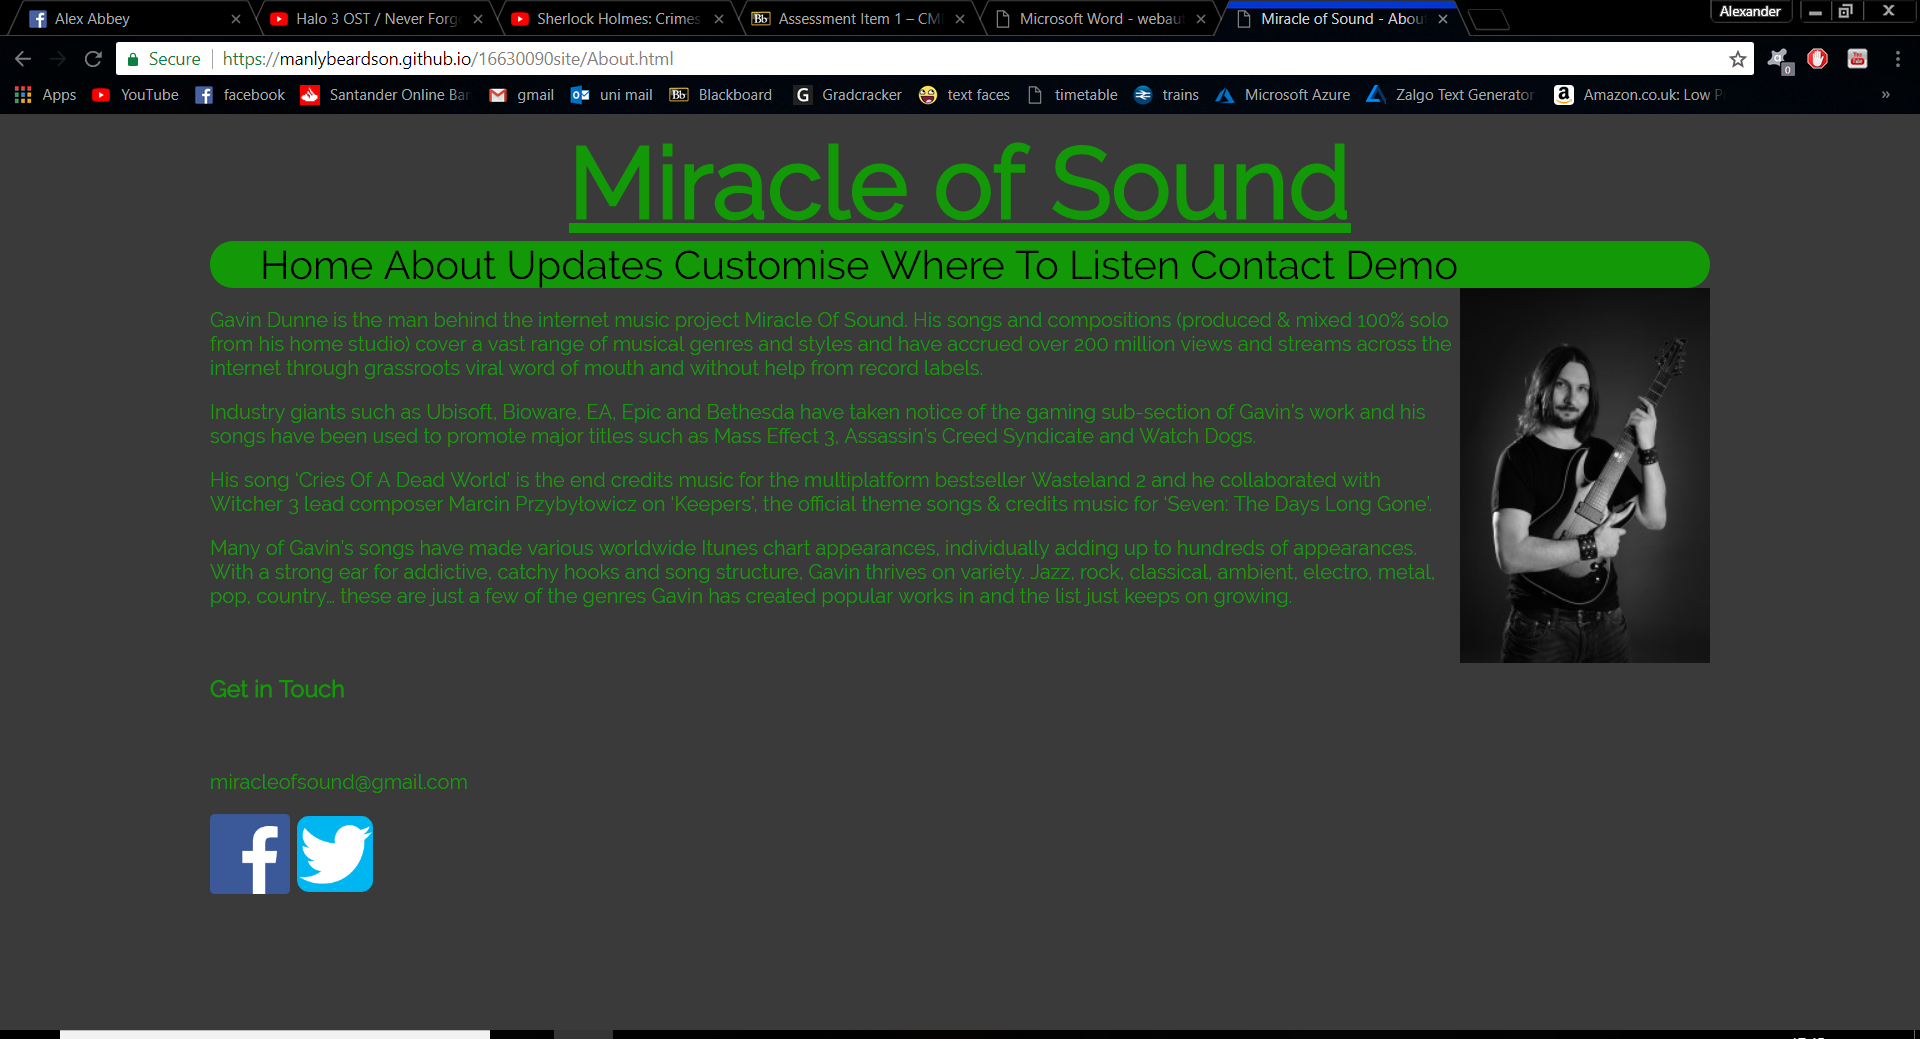 Alex Abbey
Halo 3 OST / Never Forg
Sherlock Holmes: Crimes
Bb Assessment Item 1 – CM
Microsoft Word - webaut
Miracle of Sound - Abou
Alexander
Secure https://manlybeardson.github.io/16630090site/About.html
0
Apps YouTube facebook Santander Online Ban gmail uni mail Bb Blackboard G Gradcracker text faces timetable trains Microsoft Azure Zalgo Text Generator a Amazon.co.uk: Low P »
Miracle of Sound
Home About Updates Customise Where To Listen Contact Demo
Gavin Dunne is the man behind the internet music project Miracle Of Sound. His songs and compositions (produced & mixed 100% solo
from his home studio) cover a vast range of musical genres and styles and have accrued over 200 million views and streams across the
internet through grassroots viral word of mouth and without help from record labels.
Industry giants such as Ubisoft, Bioware, EA, Epic and Bethesda have taken notice of the gaming sub-section of Gavin’s work and his
songs have been used to promote major titles such as Mass Effect 3, Assassin’s Creed Syndicate and Watch Dogs.
His song ‘Cries Of A Dead World’ is the end credits music for the multiplatform bestseller Wasteland 2 and he collaborated with
Witcher 3 lead composer Marcin Przybyłowicz on ‘Keepers’, the official theme songs & credits music for ‘Seven: The Days Long Gone’.
Many of Gavin’s songs have made various worldwide Itunes chart appearances, individually adding up to hundreds of appearances.
With a strong ear for addictive, catchy hooks and song structure, Gavin thrives on variety. Jazz, rock, classical, ambient, electro, metal,
pop, country… these are just a few of the genres Gavin has created popular works in and the list just keeps on growing.
Get in Touch
miracleofsound@gmail.com